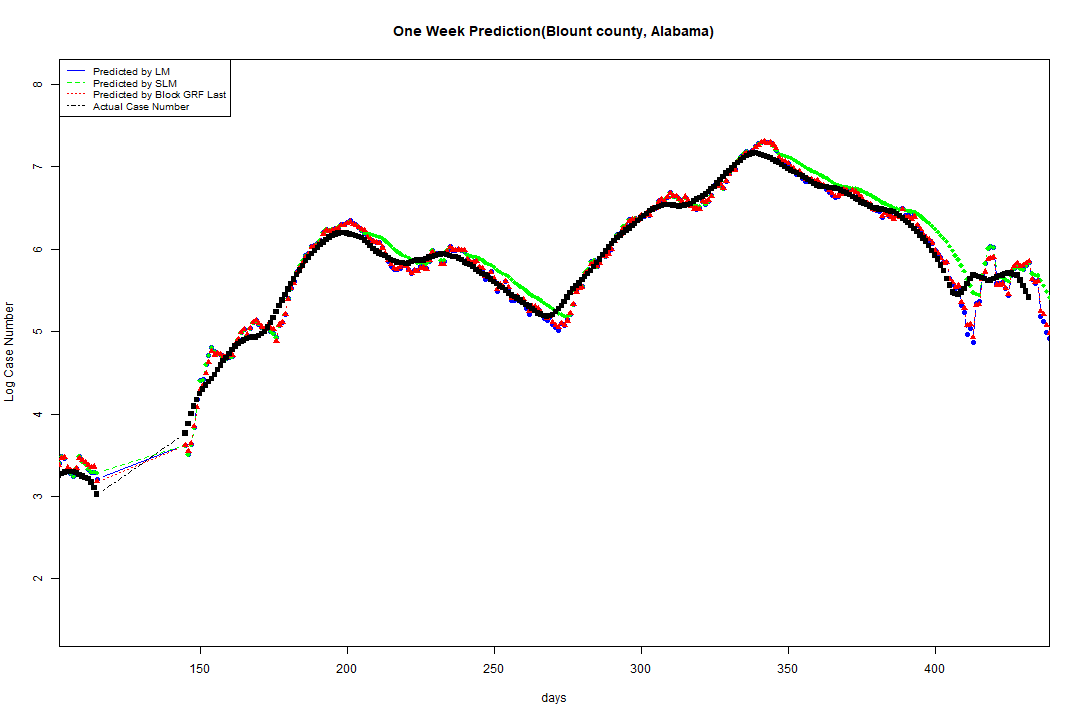 One Week Prediction(Blount county, Alabama)
Predicted by LM
Predicted by SLM
Predicted by Block GRF Last
Actual Case Number
8
7
6
5
4
3
2
Log Case Number
150 200 250 300 350 400
days